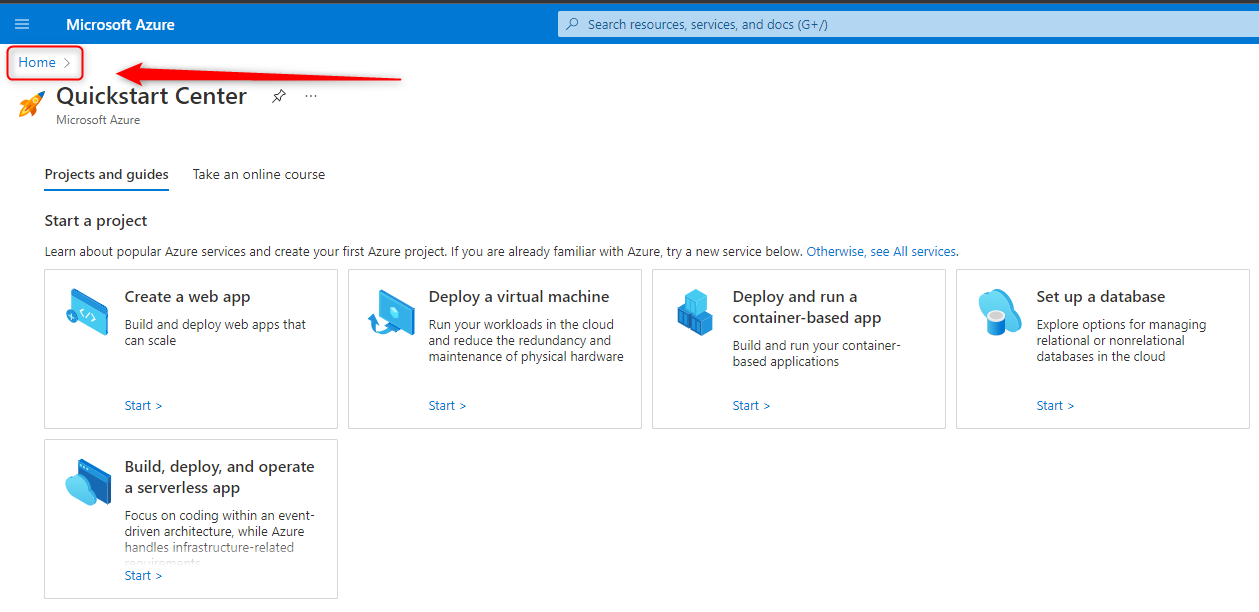 Microsoft Azure
Search resources, services, and docs (G+/)
Home >
Quickstart Center
...
Microsoft Azure
Projects and guides
Take an online course
Start a project
Learn about popular Azure services and create your first Azure project. If you are already familiar with Azure, try a new service below. Otherwise, see All services.
Create a web app
Build and deploy web apps that
can scale
Start >
Deploy a virtual machine
Run your workloads in the cloud
and reduce the redundancy and
maintenance of physical hardware
Start >
Deploy and run a
container-based app
Build and run your container-
based applications
Start >
Set up a database
Explore options for managing
relational or nonrelational
databases in the cloud
Start >
Build, deploy, and operate
a serverless app
Focus on coding within an event-
driven architecture, while Azure
handles infrastructure-related
requirements
Start >